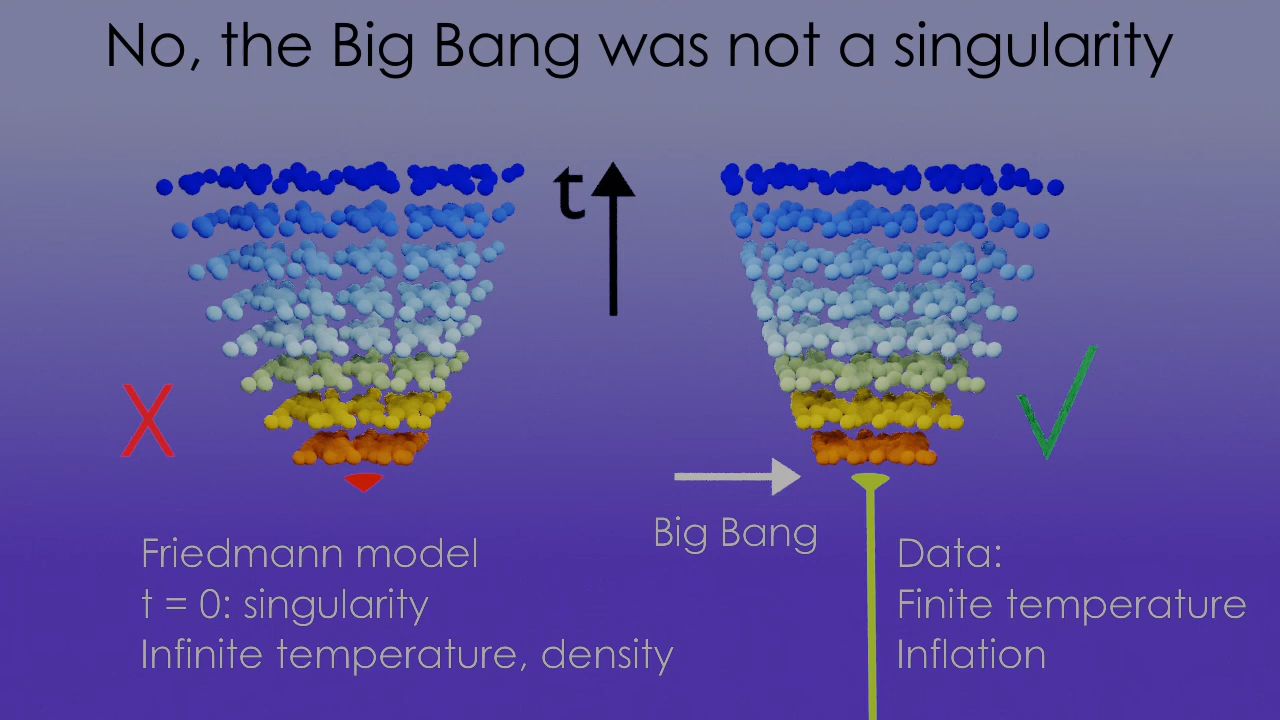 No, the Big Bang was not a singularity
t
X
Big Bang
Friedmann model
t = 0: singularity
Infinite temperature, density
Data:
Finite temperature
Inflation